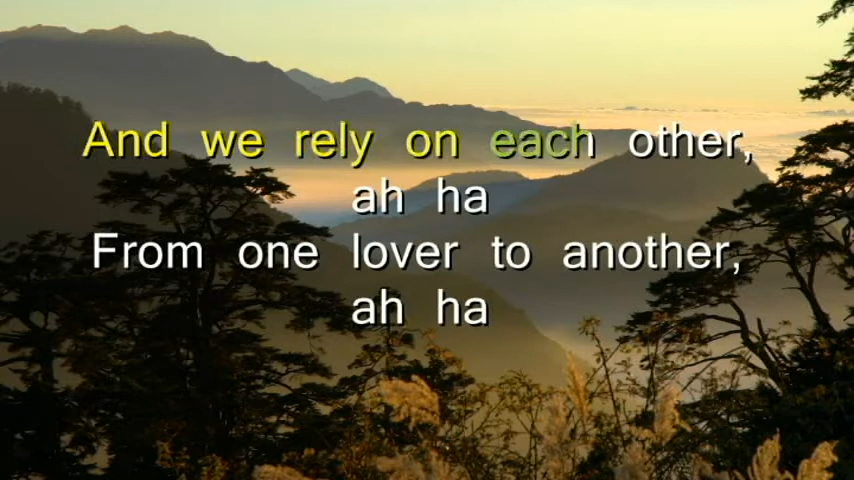 And we rely on each other,
ah ha
From one lover to another,
ah ha